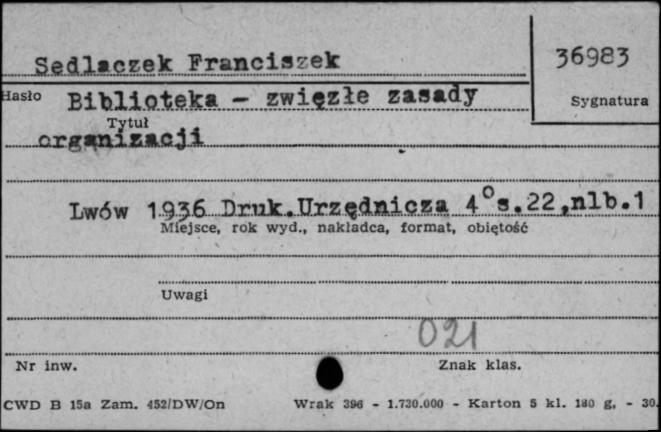 Sedlaczek Franciszek
36983
Hasło
Biblioteka - zwięzłe zasady
Sygnatura
Tytuł
organizacji
Lwów 1936 Druk.Urzędnicza 4°s.22,nlb.1
Miejsce, rok wyd., nakładca, format, objętość
Uwagi
021
Nr inw.
Znak klas.
CWD B 15a Zam. 452/DW/On
Wrak 396 - 1.730.000 - Karton 5 kl. 180 g, - 30.